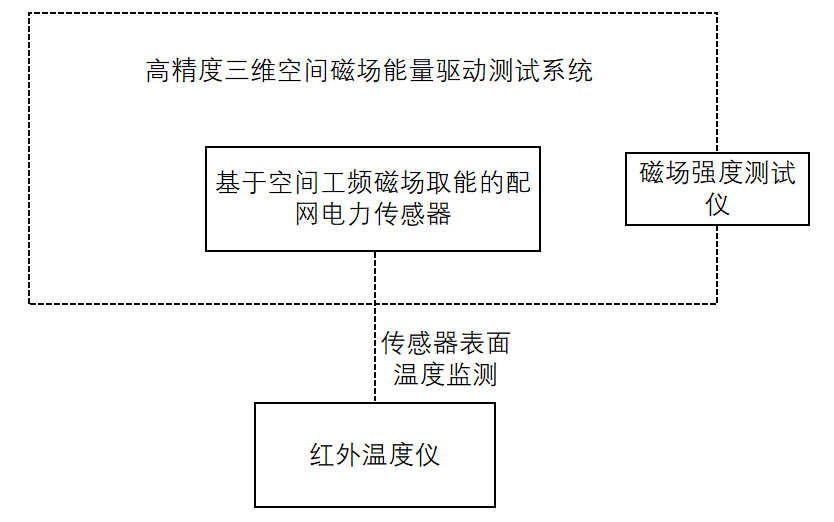 高精度三维空间磁场能量驱动测试系统
基于空间工频磁场取能的配
网电力传感器
磁场强度测试
仪
传感器表面
温度监测
红外温度仪